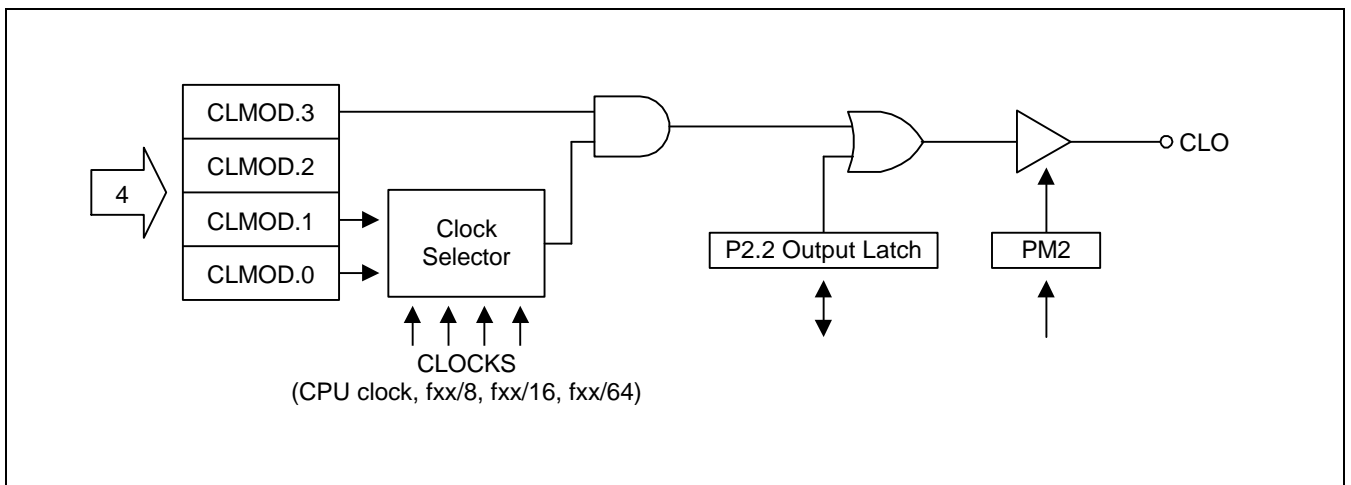 CLMOD.3
CLMOD.2
CLMOD.1
CLMOD.0
4
Clock
Selector
CLOCKS
(CPU clock, fxx/8, fxx/16, fxx/64)
P2.2 Output Latch
PM2
CLO